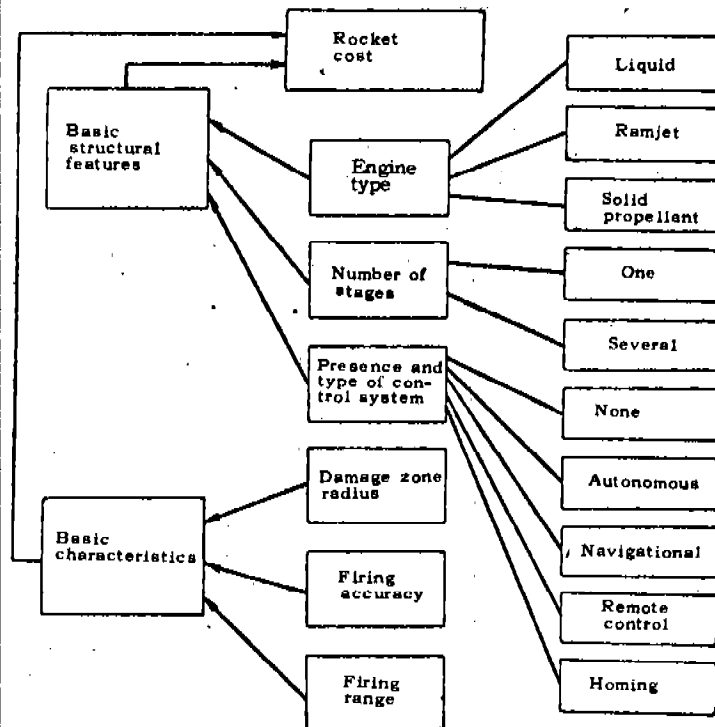 Rocket
cost
Liquid
Basic
structural
features
Ramjet
Engine
type
Solid
propellant
Number of
stages
One
Several
Presence and
type of con-
trol system
None
Autonomous
Damage zone
radius
Basic
characteristics
Navigational
Firing
accuracy
Remote
control
Firing
range
Homing